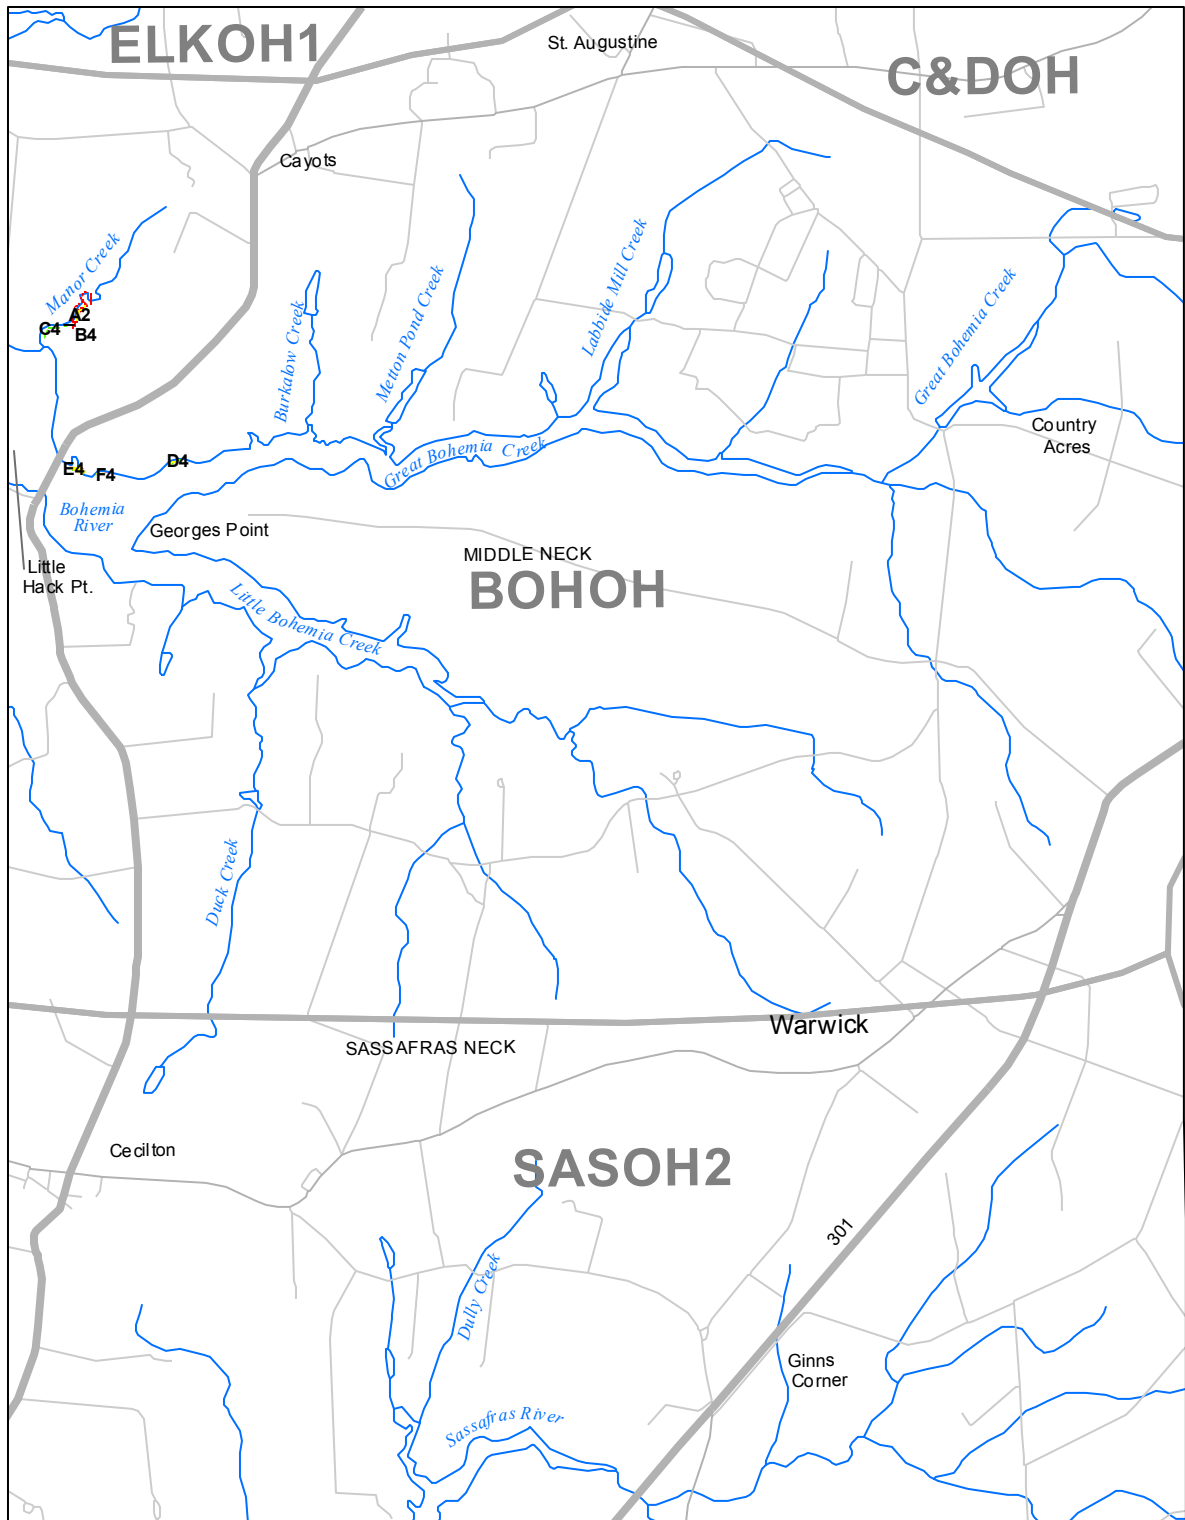 ELKOH1
St. Augustine
C&DOH
Cayots
Manor Creek
A2
C4
B4
Burkalow Creek
Metton Pond Creek
Labbide Mill Creek
Great Bohemia Creek
Country
Acres
Great Bohemia Creek
E4
F4
D4
Bohemia
River
Georges Point
MIDDLE NECK
BOHOH
Little
Hack Pt.
Little Bohemia Creek
Duck Creek
Warwick
SASSAFRAS NECK
Cecilton
SASOH2
301
Dully Creek
Ginns
Corner
Sassafras River